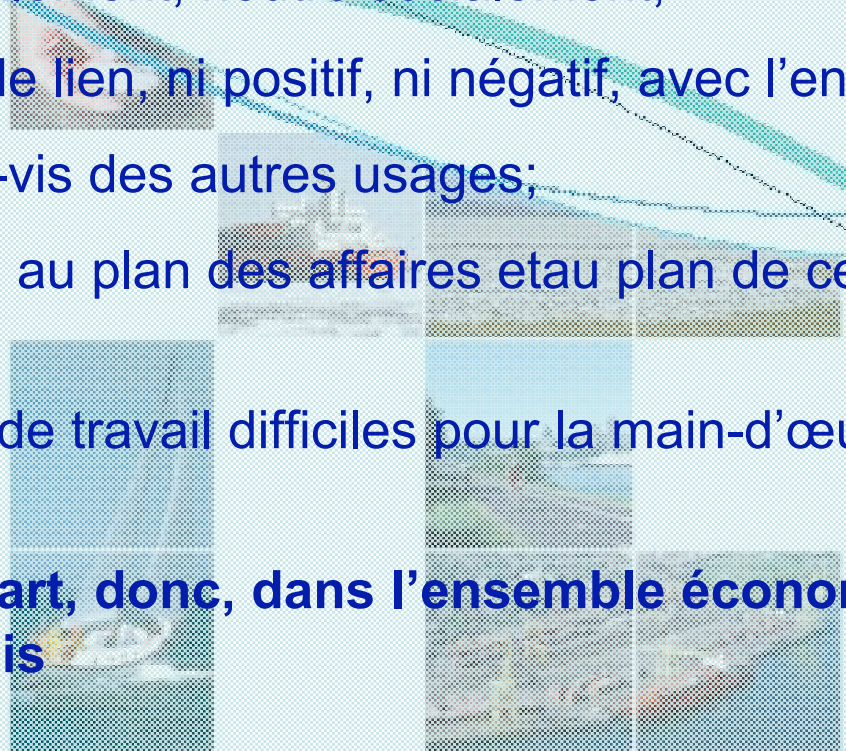 le lien, ni positif, ni négatif, avec l’en
-vis des autres usages;
au plan des affaires etau plan de ce
de travail difficiles pour la main-d’œu
art, donc, dans l’ensemble écono
is